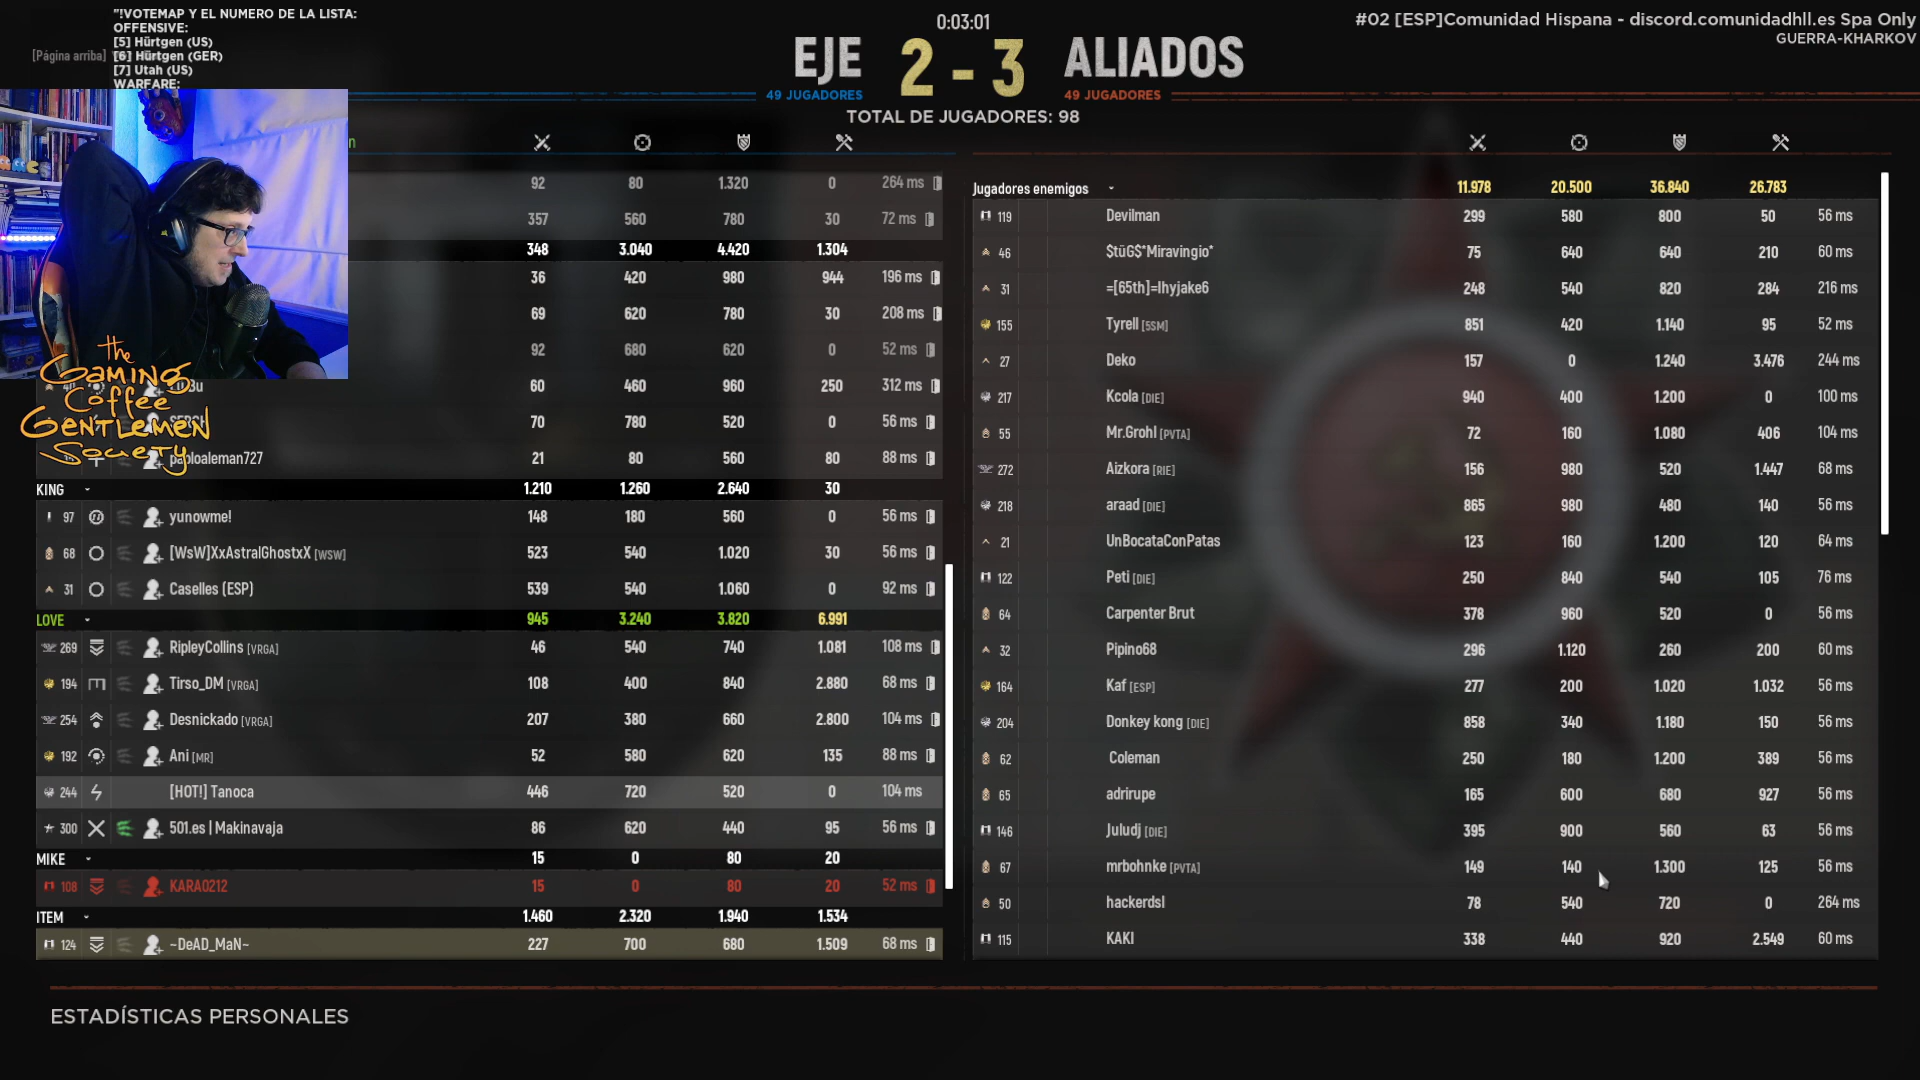 "!VOTEMAP Y EL NUMERO DE LA LISTA:
OFFENSIVE:
[5] Hürtgen (US)
[6] Hürtgen (GER)
[7] Utah (US)
WARFARE:
[Página arriba]
0:03:01
EJE 2 - 3 ALIADOS
49 JUGADORES 49 JUGADORES
TOTAL DE JUGADORES: 98
#02 [ESP]Comunidad Hispana - discord.comunidadhll.es Spa Only
GUERRA-KHARKOV
92 80 1.320 0 264 ms
357 560 780 30 72 ms
348 3.040 4.420 1.304
36 420 980 944 196 ms
69 620 780 30 208 ms
92 680 620 0 52 ms
60 460 960 250 312 ms
70 780 520 0 56 ms
pabloaleman727 21 80 560 80 88 ms
the
Gaming
Coffee
Gentlemen
Society
KING 1.210 1.260 2.640 30
97 yunowme! 148 180 560 0 56 ms
68 [WsW]XxAstralGhostxX [WSW] 523 540 1.020 30 56 ms
31 Caselles (ESP) 539 540 1.060 0 92 ms
LOVE 945 3.240 3.820 6.991
269 RipleyCollins [VRGA] 46 540 740 1.081 108 ms
194 Tirso_DM [VRGA] 108 400 840 2.880 68 ms
254 Desnickado [VRGA] 207 380 660 2.800 104 ms
192 Ani [MR] 52 580 620 135 88 ms
244 [HOT!] Tanoca 446 720 520 0 104 ms
300 501.es | Makinavaja 86 620 440 95 56 ms
MIKE 15 0 80 20
108 KARA0212 15 0 80 20 52 ms
ITEM 1.460 2.320 1.940 1.534
124 ~DeAD_MaN~ 227 700 680 1.509 68 ms
Jugadores enemigos 11.978 20.500 36.840 26.783
119 Devilman 299 580 800 50 56 ms
46 $tüG$*Miravingio* 75 640 640 210 60 ms
31 =[65th]=lhyjake6 248 540 820 284 216 ms
155 Tyrell [5SM] 851 420 1.140 95 52 ms
27 Deko 157 0 1.240 3.476 244 ms
217 Kcola [DIE] 940 400 1.200 0 100 ms
55 Mr.Grohl [PVTA] 72 160 1.080 406 104 ms
272 Aizkora [RIE] 156 980 520 1.447 68 ms
218 araad [DIE] 865 980 480 140 56 ms
21 UnBocataConPatas 123 160 1.200 120 64 ms
122 Peti [DIE] 250 840 540 105 76 ms
64 Carpenter Brut 378 960 520 0 56 ms
32 Pipino68 296 1.120 260 200 60 ms
164 Kaf [ESP] 277 200 1.020 1.032 56 ms
204 Donkey kong [DIE] 858 340 1.180 150 56 ms
62 Coleman 250 180 1.200 389 56 ms
65 adrirupe 165 600 680 927 56 ms
146 Juludj [DIE] 395 900 560 63 56 ms
67 mrbohnke [PVTA] 149 140 1.300 125 56 ms
50 hackerdsl 78 540 720 0 264 ms
115 KAKI 338 440 920 2.549 60 ms
ESTADÍSTICAS PERSONALES